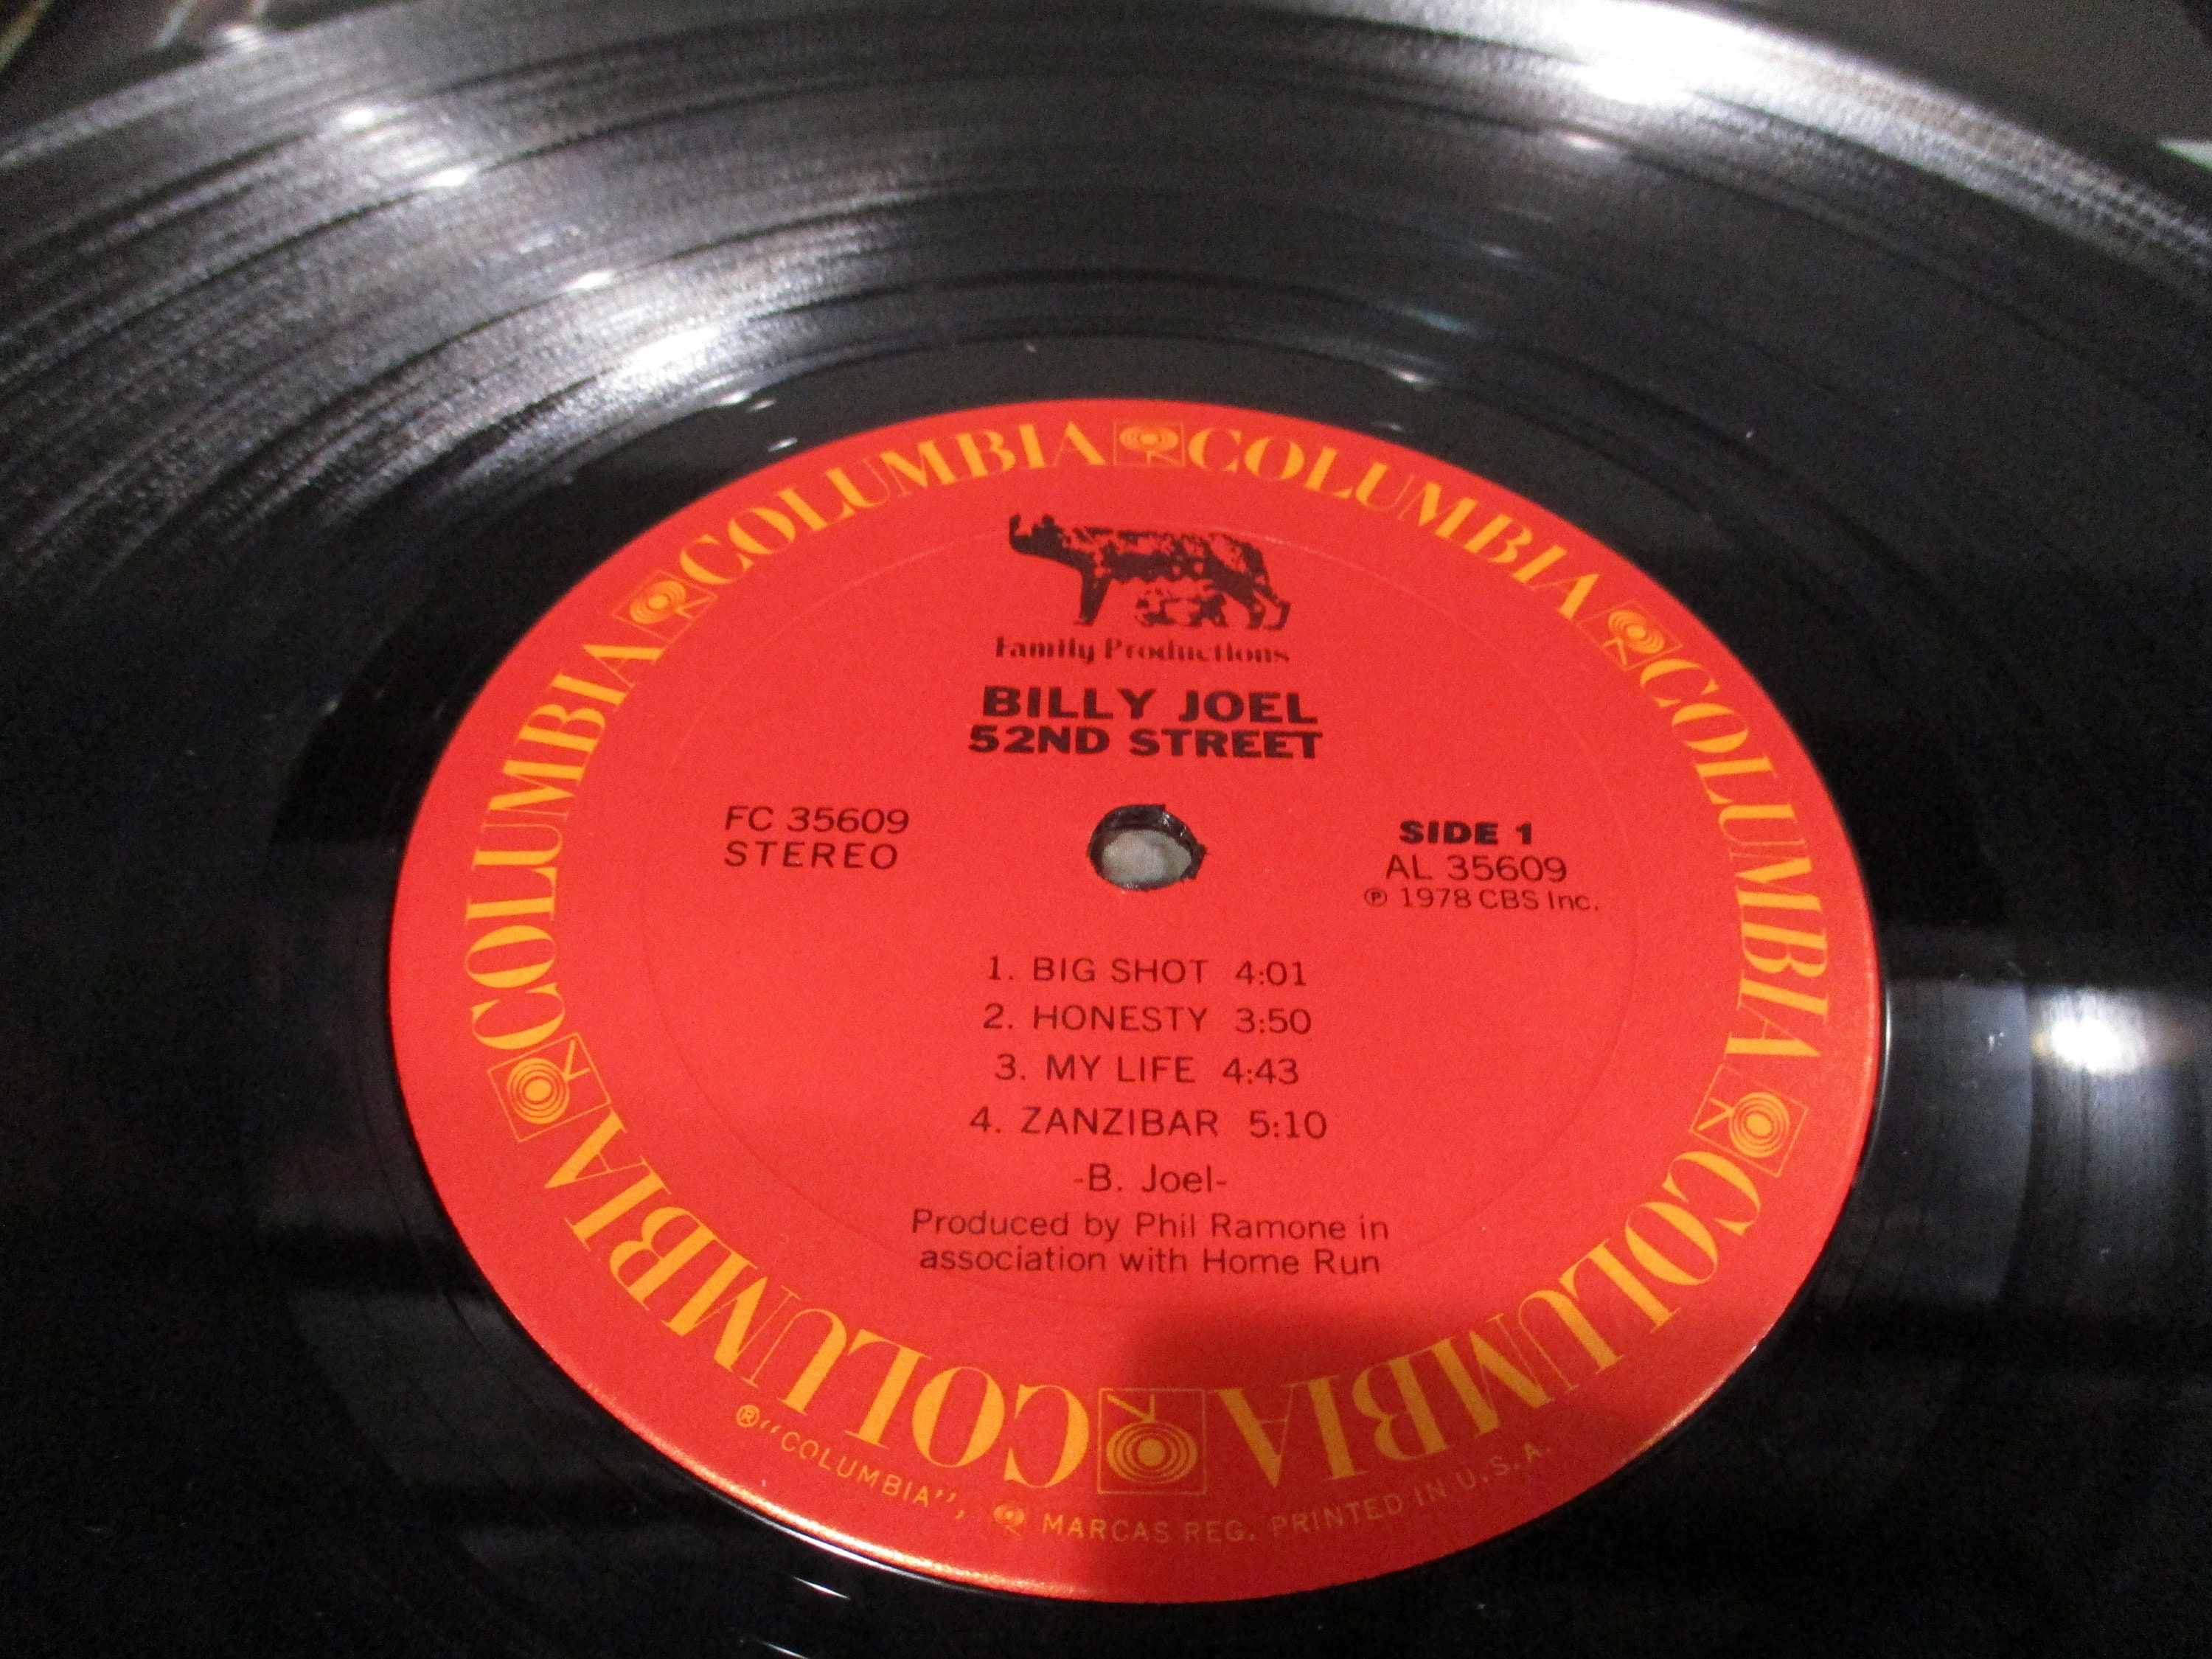 COLUMBIA COLUMBIA COLUMBIA COLUMBIA COLUMBIA COLUMBIA
Family Productions
BILLY JOEL
52ND STREET
FC 35609
STEREO
SIDE 1
AL 35609
Ⓟ 1978 CBS Inc.
1. BIG SHOT 4:01
2. HONESTY 3:50
3. MY LIFE 4:43
4. ZANZIBAR 5:10
-B. Joel-
Produced by Phil Ramone in
association with Home Run
®"COLUMBIA", MARCAS REG. PRINTED IN U.S.A.